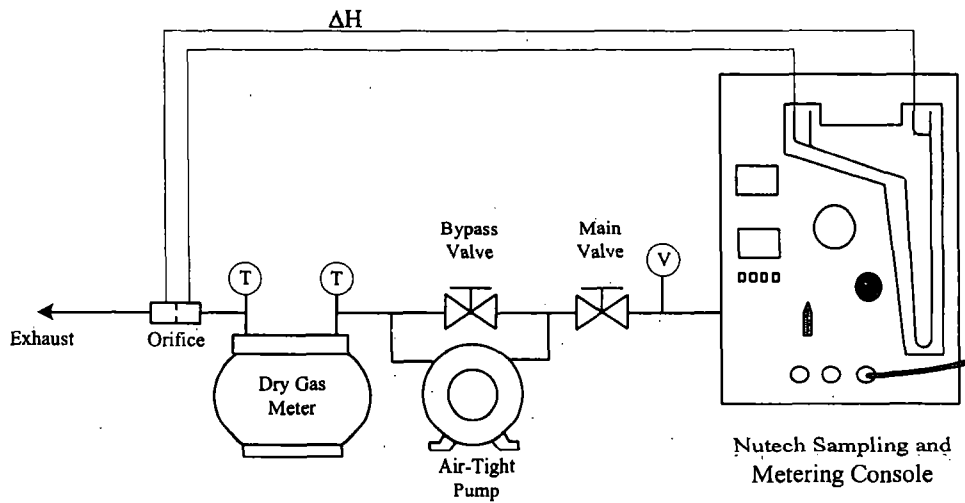 ΔH
Bypass
Valve
Main
Valve
T
T
V
Exhaust
Orifice
Dry Gas
Meter
Air-Tight
Pump
Nutech Sampling and
Metering Console